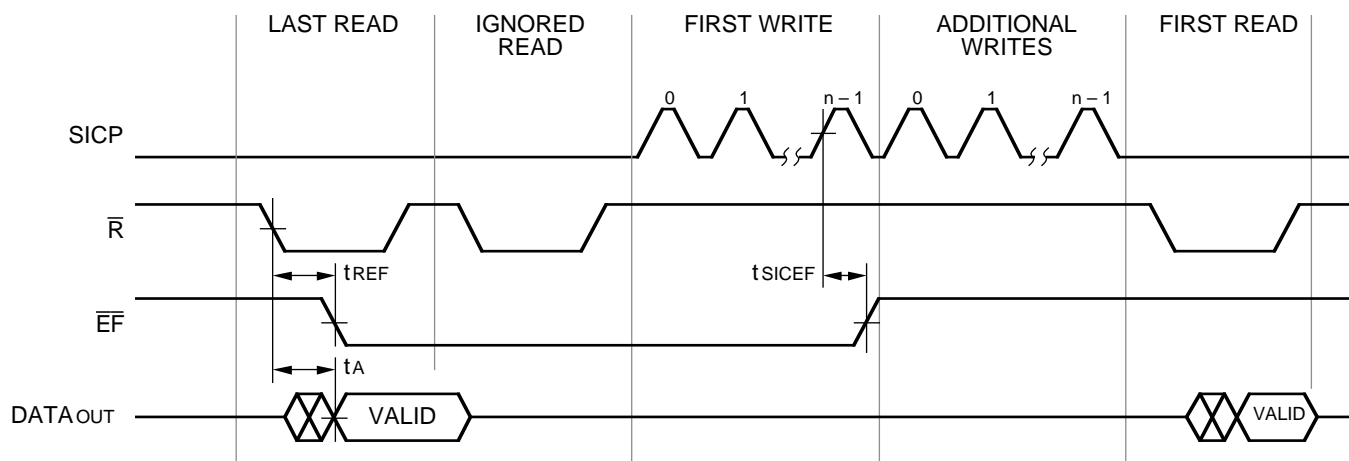 LAST READ
IGNORED
READ
FIRST WRITE
ADDITIONAL
WRITES
FIRST READ
0
1
n – 1
0
1
n – 1
SICP
R̅
tREF
tSICEF
E̅F̅
tA
DATAOUT
VALID
VALID